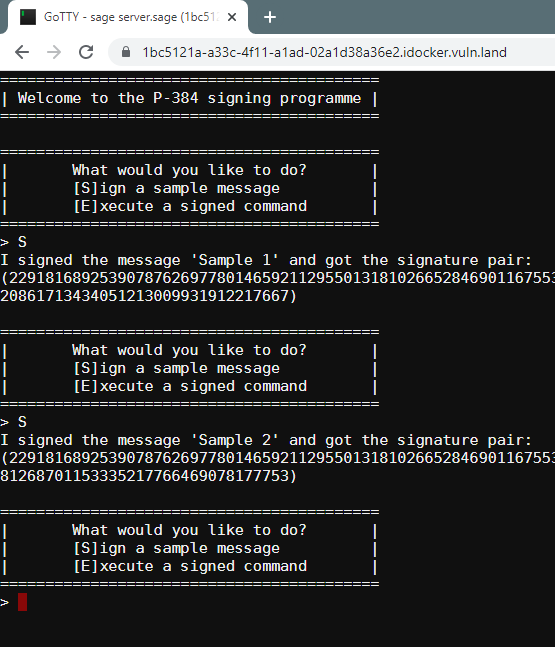 GoTTY - sage server.sage (1bc51
1bc5121a-a33c-4f11-a1ad-02a1d38a36e2.idocker.vuln.land
==========================================
| Welcome to the P-384 signing programme |
==========================================
==========================================
| What would you like to do? |
| [S]ign a sample message |
| [E]xecute a signed command |
==========================================
> S
I signed the message 'Sample 1' and got the signature pair:
(2291816892539078762697780146592112955013181026652846901167553
20861713434051213009931912217667)
==========================================
| What would you like to do? |
| [S]ign a sample message |
| [E]xecute a signed command |
==========================================
> S
I signed the message 'Sample 2' and got the signature pair:
(2291816892539078762697780146592112955013181026652846901167553
81268701153335217766469078177753)
==========================================
| What would you like to do? |
| [S]ign a sample message |
| [E]xecute a signed command |
==========================================
>